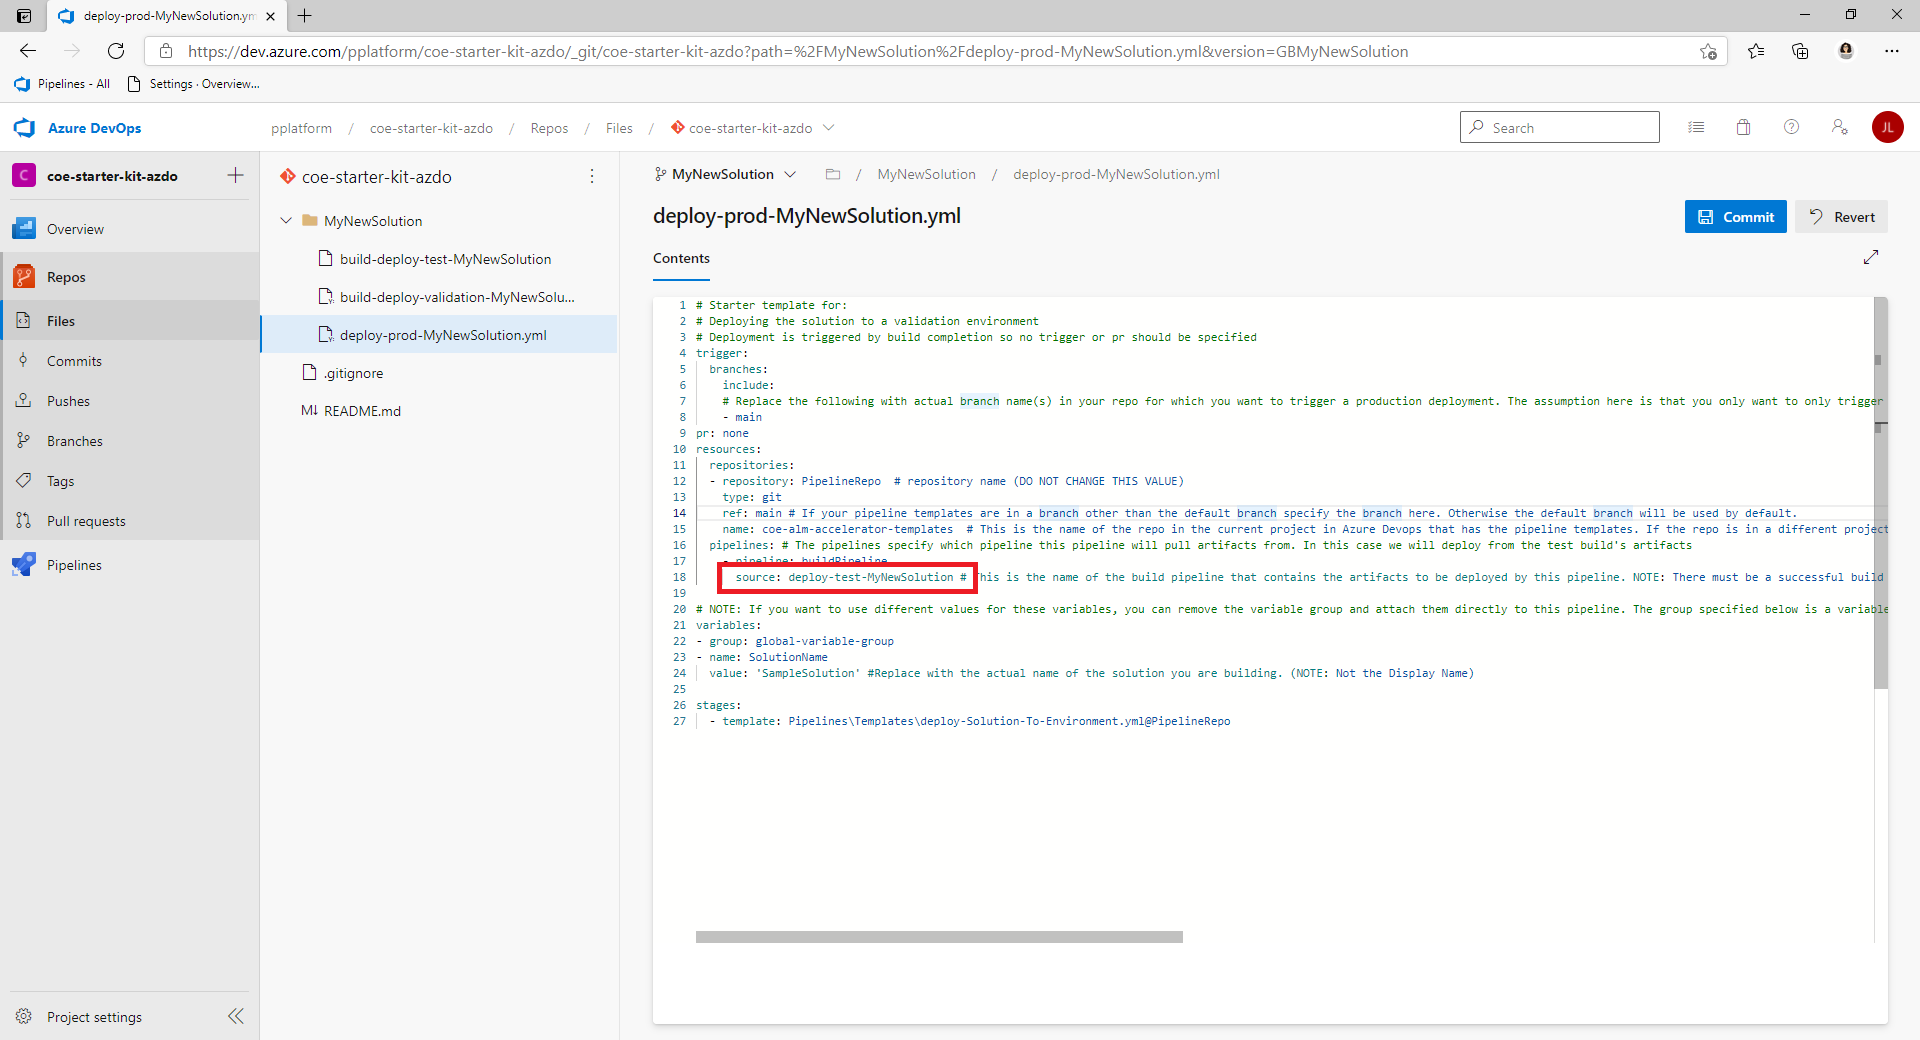 deploy-prod-MyNewSolution.ym
https://dev.azure.com/pplatform/coe-starter-kit-azdo/_git/coe-starter-kit-azdo?path=%2FMyNewSolution%2Fdeploy-prod-MyNewSolution.yml&version=GBMyNewSolution
Pipelines - All
Settings · Overview...
Azure DevOps
pplatform / coe-starter-kit-azdo / Repos / Files / coe-starter-kit-azdo
Search
JL
C coe-starter-kit-azdo
Overview
Repos
Files
Commits
Pushes
Branches
Tags
Pull requests
Pipelines
Project settings
coe-starter-kit-azdo
MyNewSolution
build-deploy-test-MyNewSolution
build-deploy-validation-MyNewSolu...
deploy-prod-MyNewSolution.yml
.gitignore
M↓ README.md
MyNewSolution / MyNewSolution / deploy-prod-MyNewSolution.yml
deploy-prod-MyNewSolution.yml
Commit
Revert
Contents
1 # Starter template for:
2 # Deploying the solution to a validation environment
3 # Deployment is triggered by build completion so no trigger or pr should be specified
4 trigger:
5 branches:
6 include:
7 # Replace the following with actual branch name(s) in your repo for which you want to trigger a production deployment. The assumption here is that you only want to only trigger
8 - main
9 pr: none
10 resources:
11 repositories:
12 - repository: PipelineRepo # repository name (DO NOT CHANGE THIS VALUE)
13 type: git
14 ref: main # If your pipeline templates are in a branch other than the default branch specify the branch here. Otherwise the default branch will be used by default.
15 name: coe-alm-accelerator-templates # This is the name of the repo in the current project in Azure Devops that has the pipeline templates. If the repo is in a different project
16 pipelines: # The pipelines specify which pipeline this pipeline will pull artifacts from. In this case we will deploy from the test build's artifacts
17 - pipeline: buildPipeline
18 source: deploy-test-MyNewSolution # This is the name of the build pipeline that contains the artifacts to be deployed by this pipeline. NOTE: There must be a successful build
19
20 # NOTE: If you want to use different values for these variables, you can remove the variable group and attach them directly to this pipeline. The group specified below is a variable
21 variables:
22 - group: global-variable-group
23 - name: SolutionName
24 value: 'SampleSolution' #Replace with the actual name of the solution you are building. (NOTE: Not the Display Name)
25
26 stages:
27 - template: Pipelines\Templates\deploy-Solution-To-Environment.yml@PipelineRepo